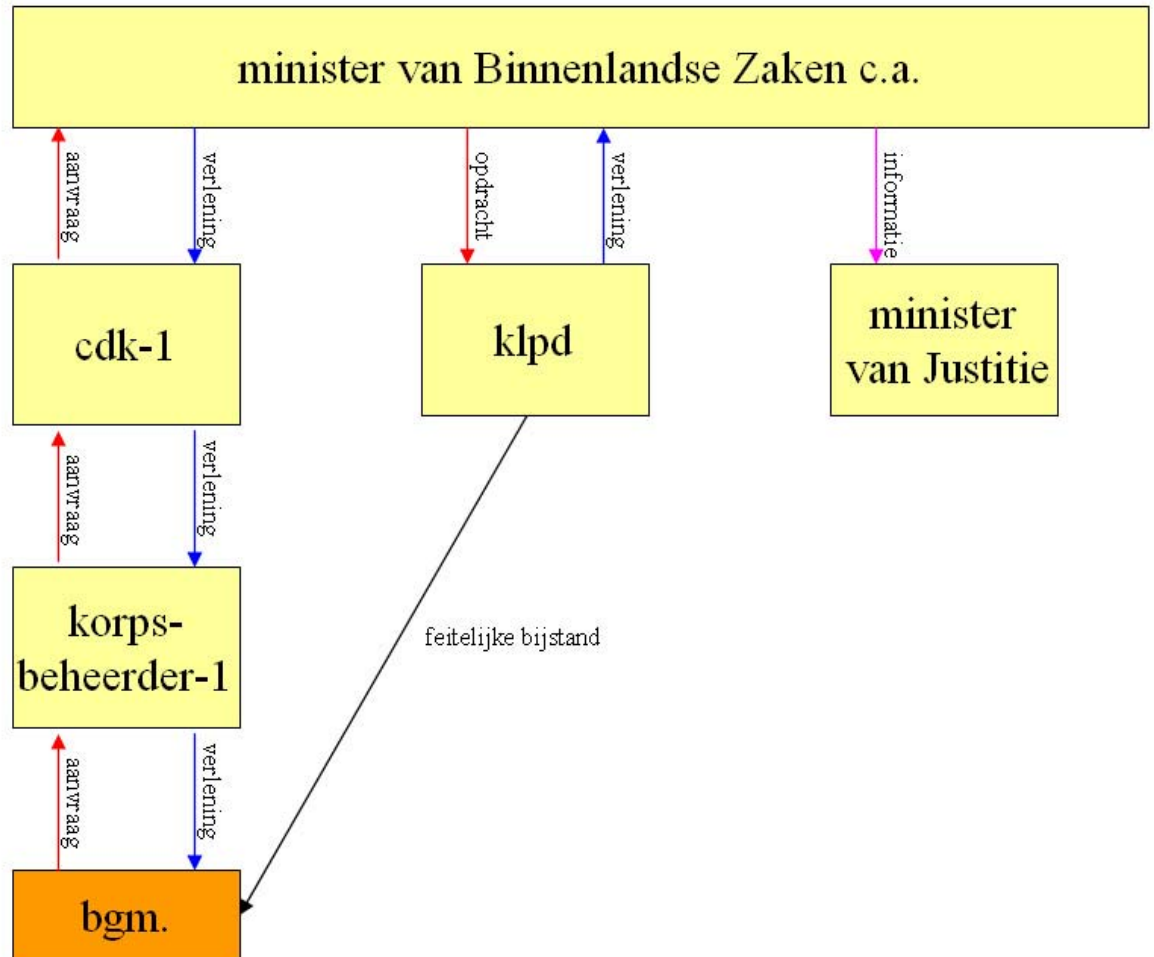 minister van Binnenlandse Zaken c.a.
aanvraag
verlening
opdracht
verlening
informatie
cdk-1
klpd
minister
van Justitie
aanvraag
verlening
korps-
beheerder-1
feitelijke bijstand
aanvraag
verlening
bgm.